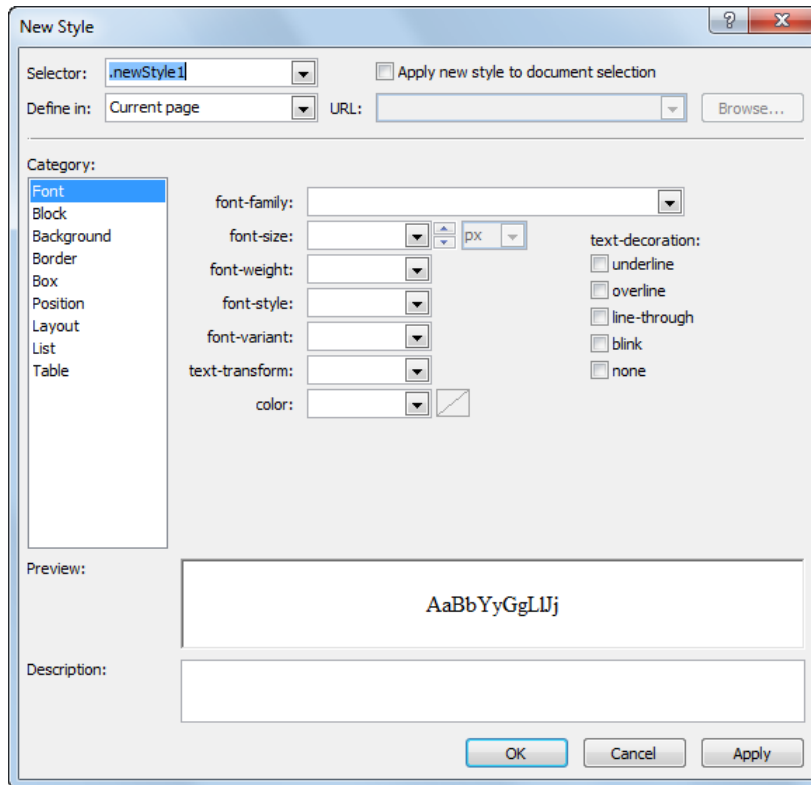 New Style
Selector: .newStyle1 Apply new style to document selection
Define in: Current page URL: Browse...
Category:
Font
Block
Background
Border
Box
Position
Layout
List
Table
font-family:
font-size: px
font-weight:
font-style:
font-variant:
text-transform:
color:
text-decoration:
underline
overline
line-through
blink
none
Preview:
AaBbYyGgLlJj
Description:
OK Cancel Apply